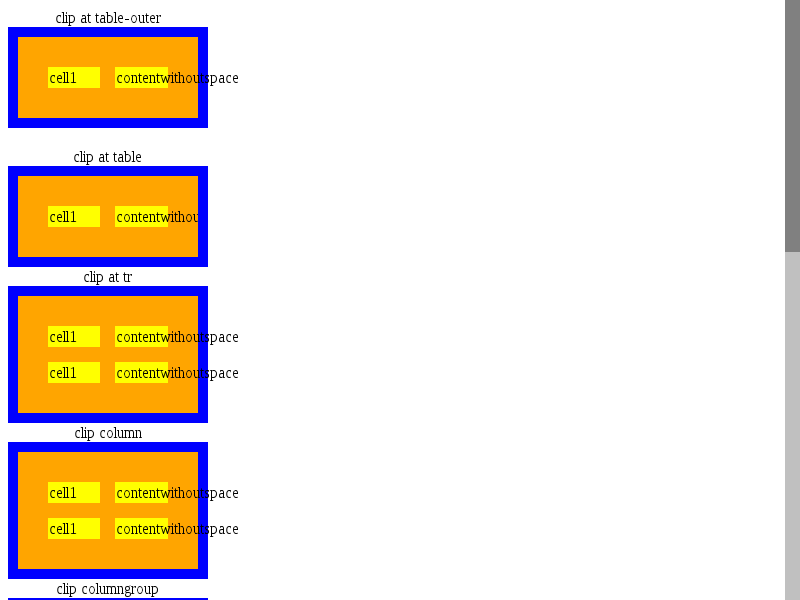 clip at table-outer
cell1 contentwithoutspace
clip at table
cell1 contentwithou
clip at tr
cell1 contentwithoutspace
cell1 contentwithoutspace
clip column
cell1 contentwithoutspace
cell1 contentwithoutspace
clip columngroup